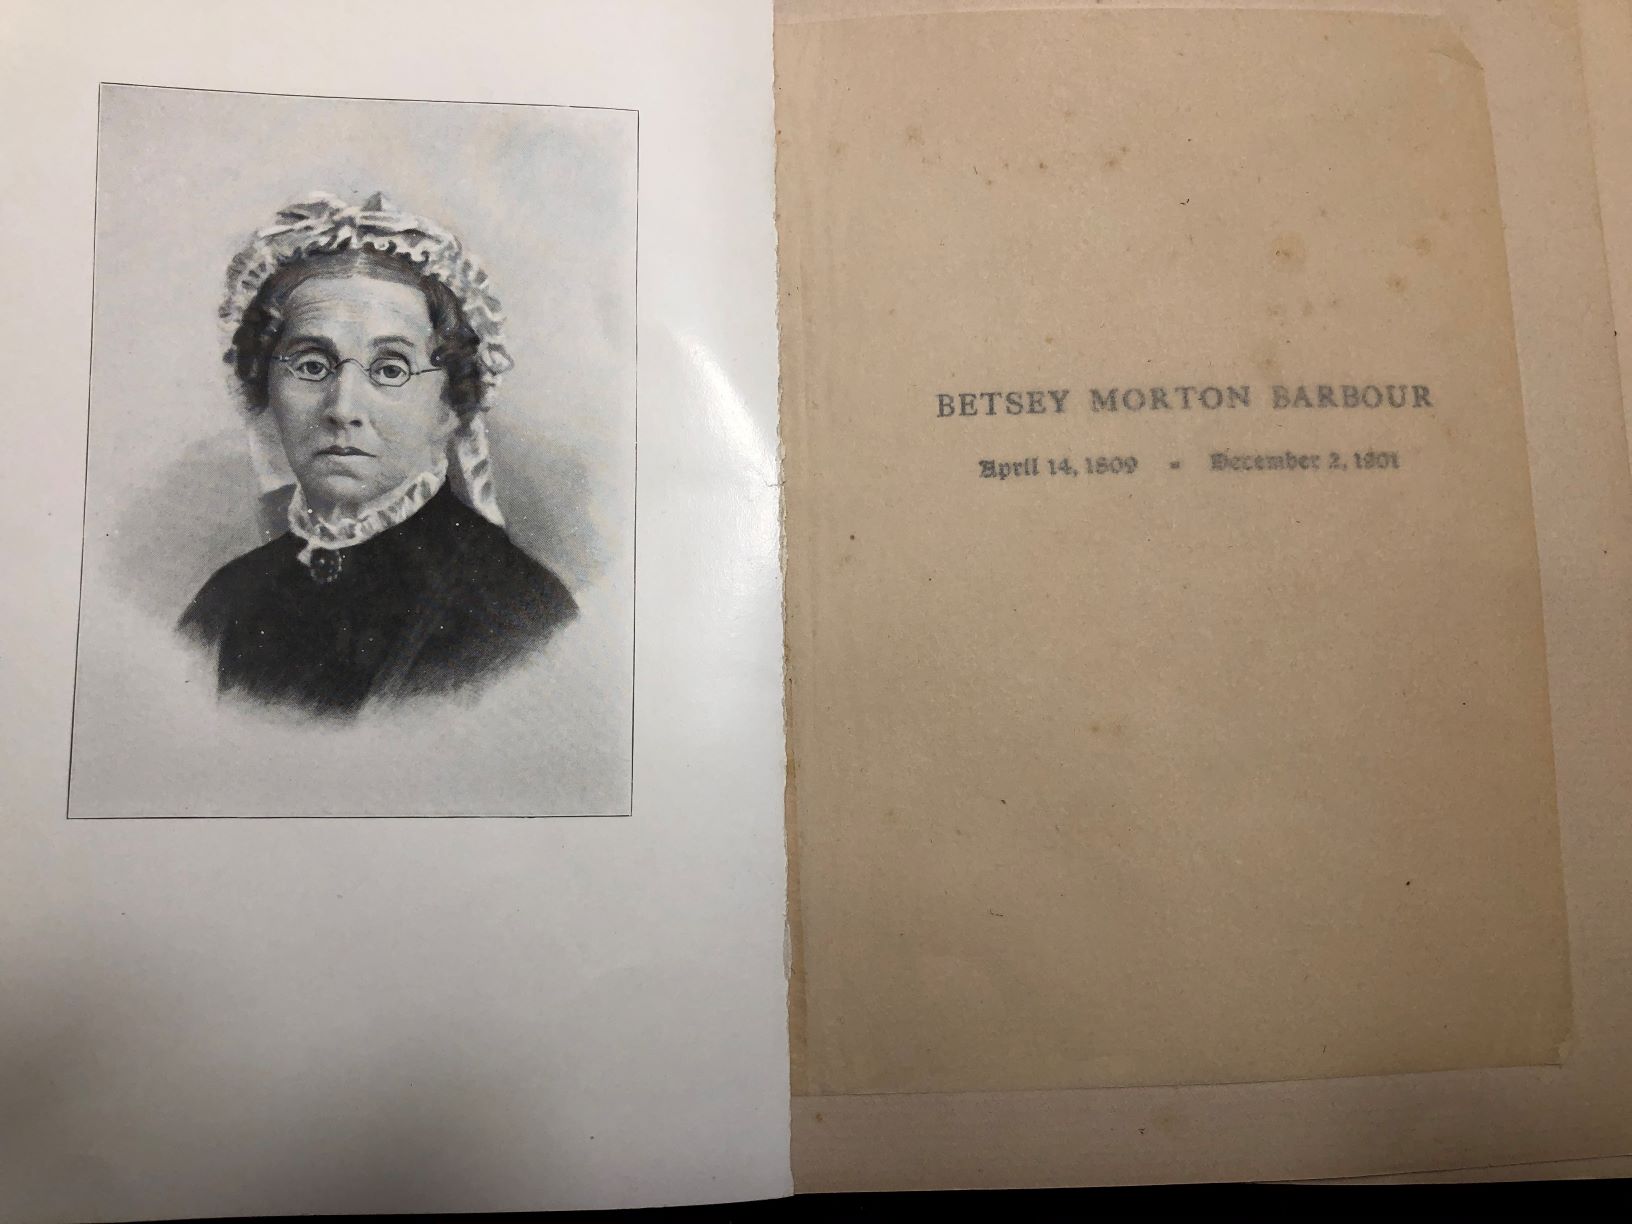 BETSEY MORTON BARBOUR
April 14, 1809 - December 2, 1901